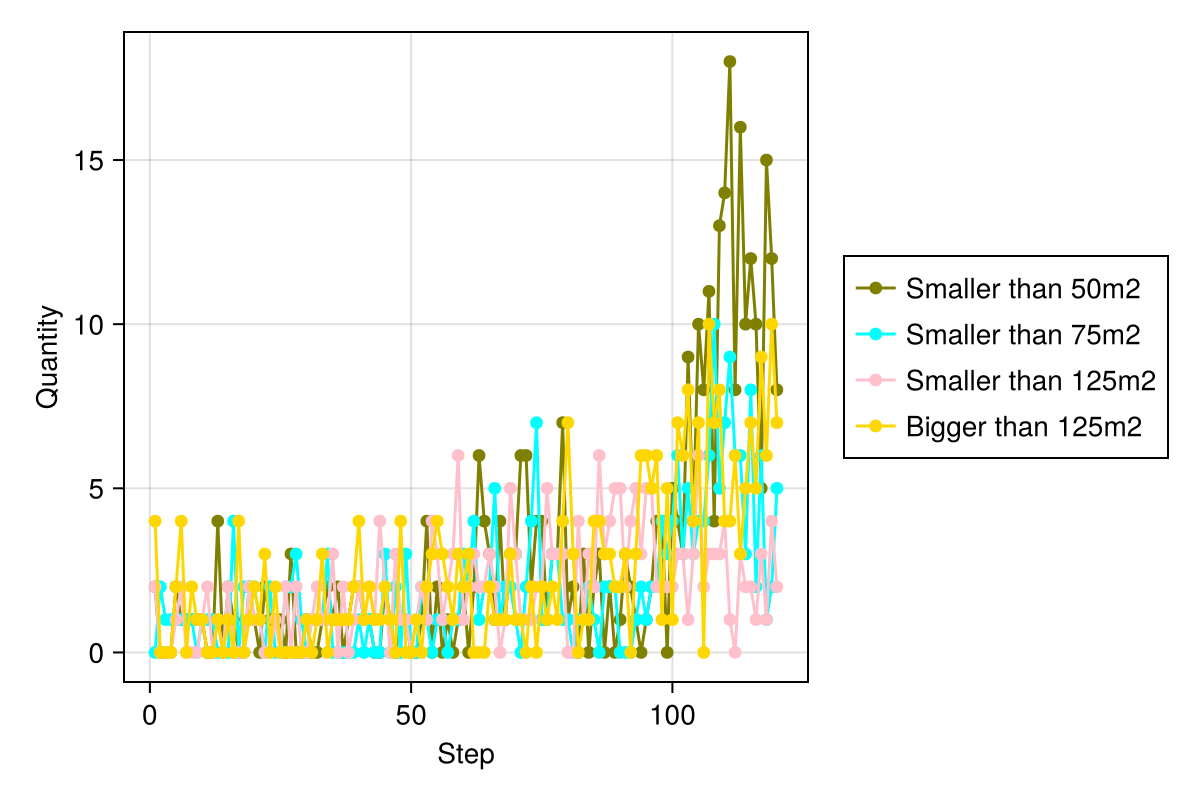 Quantity
15
10
5
0
0
50
100
Step
Smaller than 50m2
Smaller than 75m2
Smaller than 125m2
Bigger than 125m2